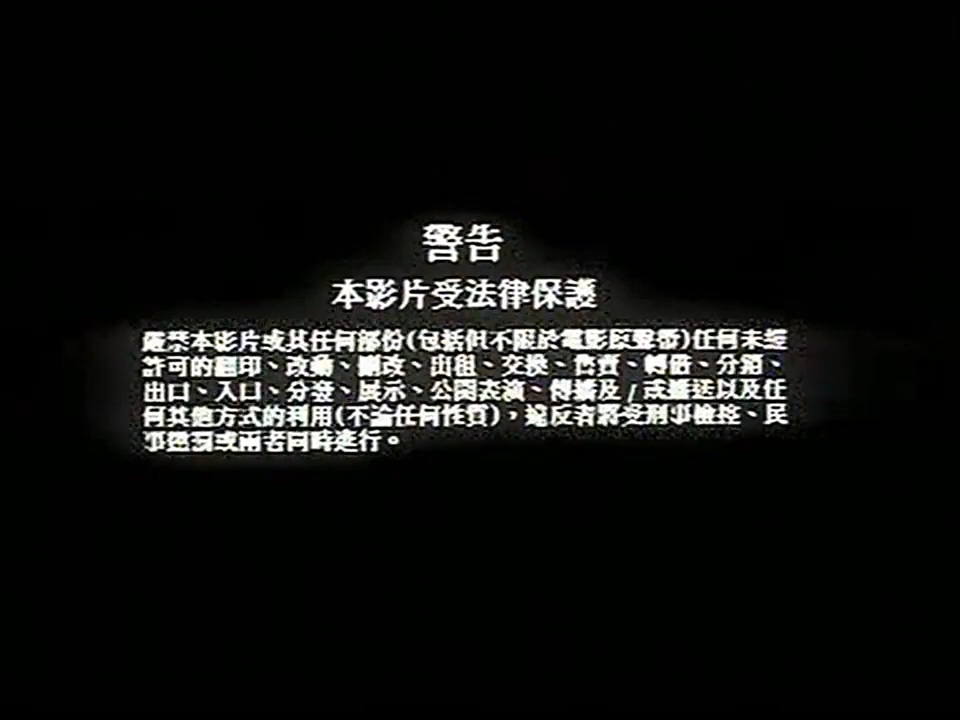 警告
本影片受法律保護
嚴禁本影片或其任何部份(包括但不限於電影原聲帶)任何未經
許可的翻印、改動、刪改、出租、交換、售賣、轉借、分銷、
出口、入口、分發、展示、公開表演、傳播及/或播送以及任
何其他方式的利用(不論任何性質)，違反者將受刑事檢控、民
事懲罰或兩者同時進行。